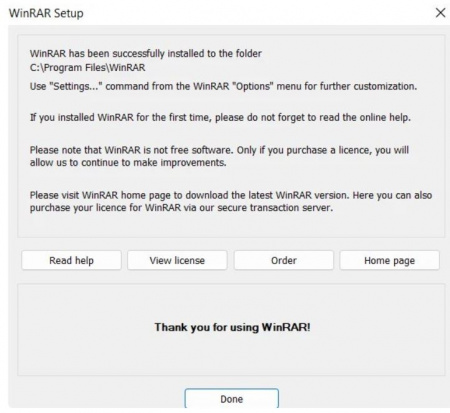 WinRAR Setup
WinRAR has been successfully installed to the folder
C:\Program Files\WinRAR
Use "Settings..." command from the WinRAR "Options" menu for further customization.
If you installed WinRAR for the first time, please do not forget to read the online help.
Please note that WinRAR is not free software. Only if you purchase a licence, you will
allow us to continue to make improvements.
Please visit WinRAR home page to download the latest WinRAR version. Here you can also
purchase your licence for WinRAR via our secure transaction server.
Read help View license Order Home page
Thank you for using WinRAR!
Done